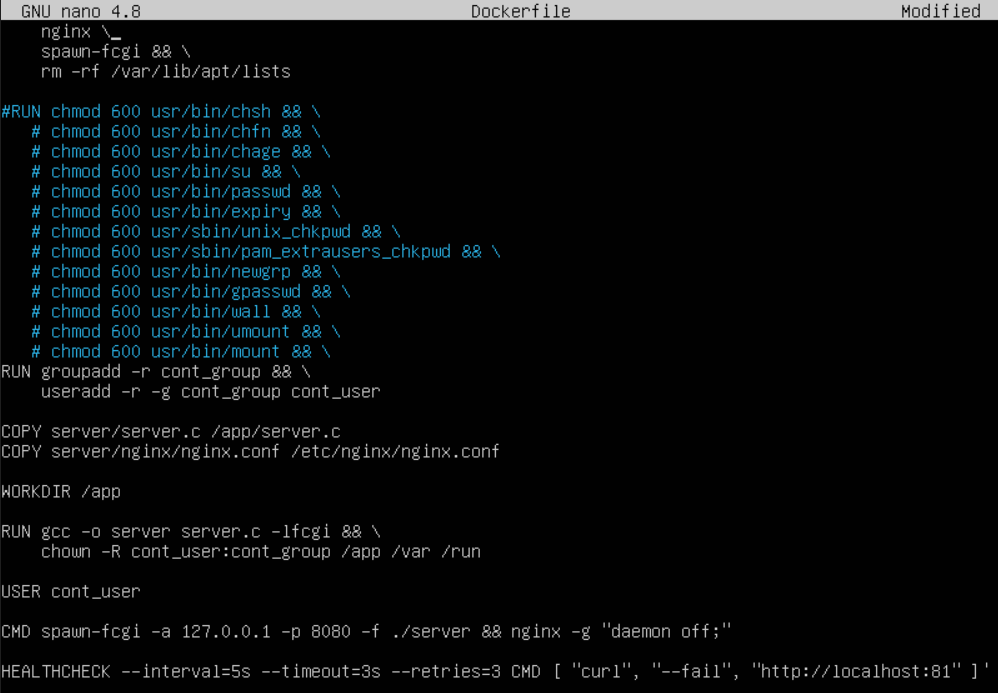 GNU nano 4.8 Dockerfile Modified
nginx \_
spawn-fcgi && \
rm -rf /var/lib/apt/lists
#RUN chmod 600 usr/bin/chsh && \
# chmod 600 usr/bin/chfn && \
# chmod 600 usr/bin/chage && \
# chmod 600 usr/bin/su && \
# chmod 600 usr/bin/passwd && \
# chmod 600 usr/bin/expiry && \
# chmod 600 usr/sbin/unix_chkpwd && \
# chmod 600 usr/sbin/pam_extrausers_chkpwd && \
# chmod 600 usr/bin/newgrp && \
# chmod 600 usr/bin/gpasswd && \
# chmod 600 usr/bin/wall && \
# chmod 600 usr/bin/umount && \
# chmod 600 usr/bin/mount && \
RUN groupadd -r cont_group && \
useradd -r -g cont_group cont_user
COPY server/server.c /app/server.c
COPY server/nginx/nginx.conf /etc/nginx/nginx.conf
WORKDIR /app
RUN gcc -o server server.c -lfcgi && \
chown -R cont_user:cont_group /app /var /run
USER cont_user
CMD spawn-fcgi -a 127.0.0.1 -p 8080 -f ./server && nginx -g "daemon off;"
HEALTHCHECK --interval=5s --timeout=3s --retries=3 CMD [ "curl", "--fail", "http://localhost:81" ]'